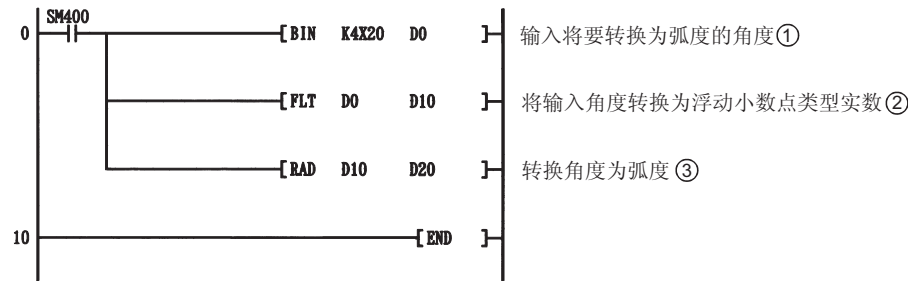 SM400
0 [BIN K4X20 D0 ] 输入将要转换为弧度的角度①
[FLT D0 D10 ] 将输入角度转换为浮动小数点类型实数②
[RAD D10 D20 ] 转换角度为弧度③
10 [END ]